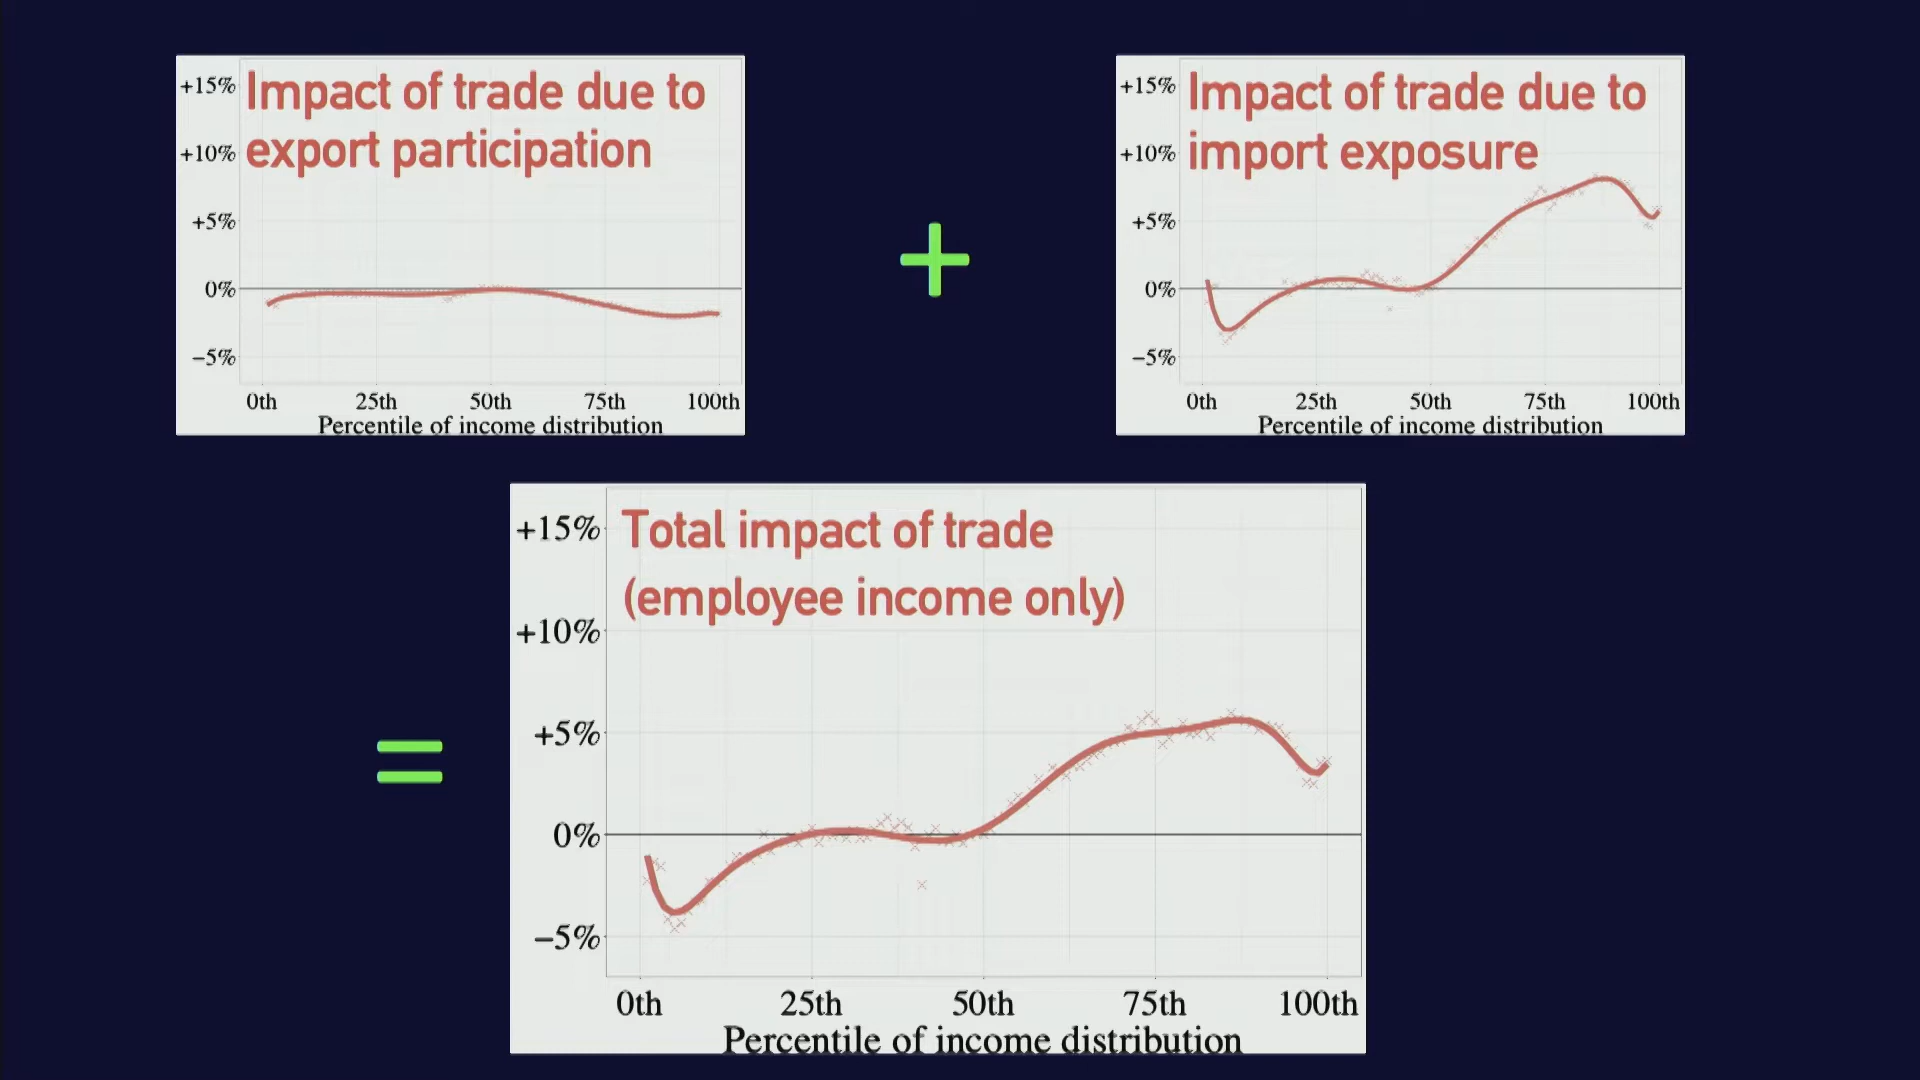 Impact of trade due to
export participation
+15%
+10%
+5%
0%
−5%
0th 25th 50th 75th 100th
Percentile of income distribution
+
Impact of trade due to
import exposure
+15%
+10%
+5%
0%
−5%
0th 25th 50th 75th 100th
Percentile of income distribution
=
Total impact of trade
(employee income only)
+15%
+10%
+5%
0%
−5%
0th 25th 50th 75th 100th
Percentile of income distribution